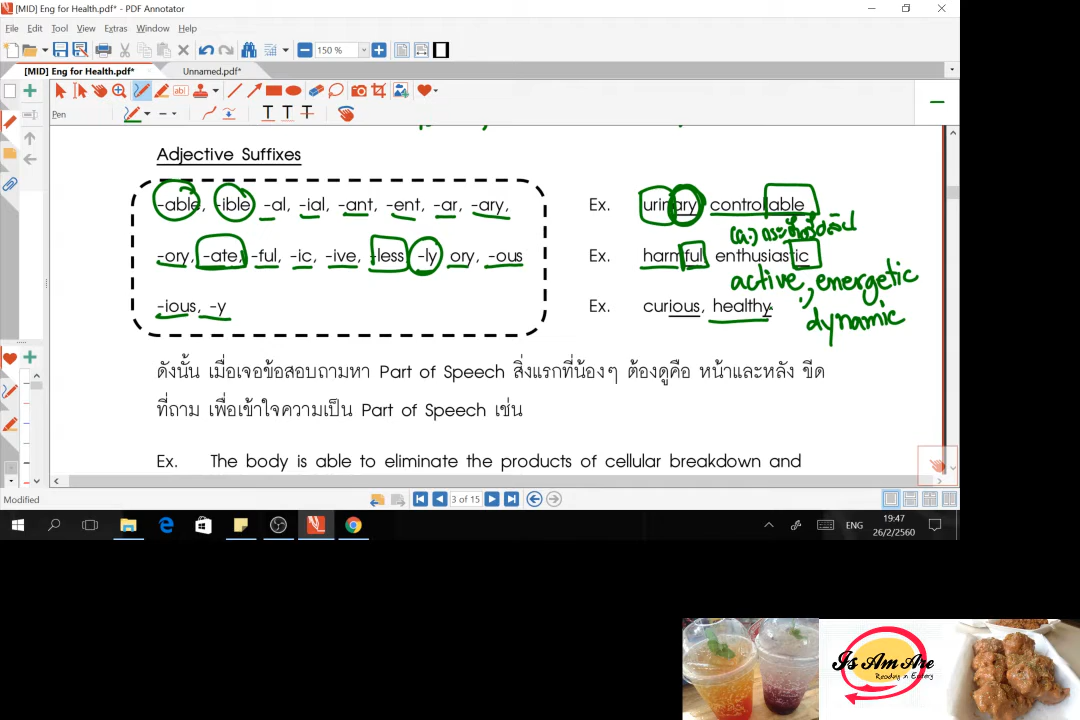 [MID] Eng for Health.pdf* - PDF Annotator
File Edit Tool View Extras Window Help
150 %
[MID] Eng for Health.pdf* Unnamed.pdf*
Pen
Adjective Suffixes
-able, -ible, -al, -ial, -ant, -ent, -ar, -ary, Ex. urinary controllable
-ory, -ate, -ful, -ic, -ive, -less -ly ory, -ous Ex. harmful enthusiastic
active, energetic
-ious, -y Ex. curious, healthy
dynamic
ดังนั้น เมื่อเจอข้อสอบถามหา Part of Speech สิ่งแรกที่น้องๆ ต้องดูคือ หน้าและหลัง ขีด
ที่ถาม เพื่อเข้าใจความเป็น Part of Speech เช่น
Ex. The body is able to eliminate the products of cellular breakdown and
Modified 3 of 15
ENG 19:47
26/2/2560
Is Am Are
Reading n Eatery